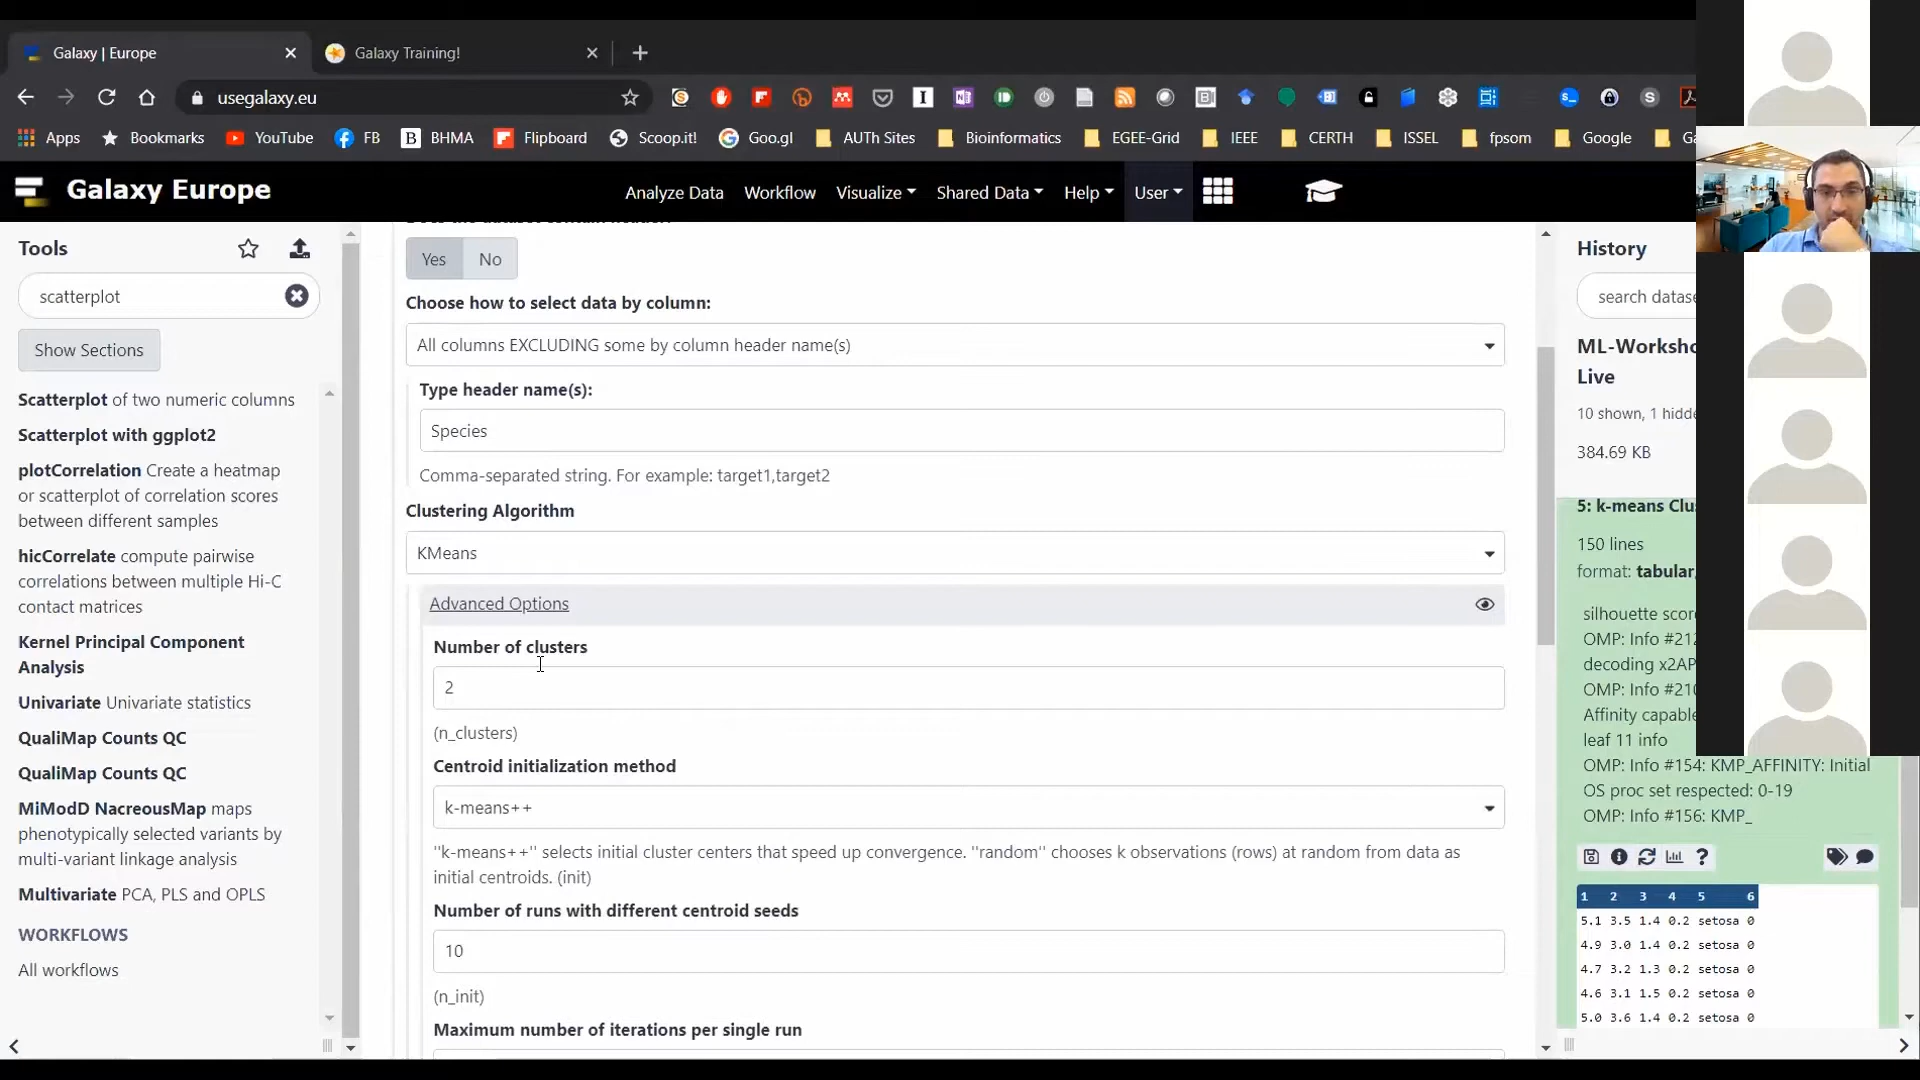 Galaxy | Europe
Galaxy Training!
usegalaxy.eu
Apps
Bookmarks
YouTube
FB
BHMA
Flipboard
Scoop.it!
Goo.gl
AUTh Sites
Bioinformatics
EGEE-Grid
IEEE
CERTH
ISSEL
fpsom
Google
Galaxy Europe
Analyze Data
Workflow
Visualize
Shared Data
Help
User
Tools
scatterplot
Show Sections
Scatterplot of two numeric columns
Scatterplot with ggplot2
plotCorrelation Create a heatmap
or scatterplot of correlation scores
between different samples
hicCorrelate compute pairwise
correlations between multiple Hi-C
contact matrices
Kernel Principal Component
Analysis
Univariate Univariate statistics
QualiMap Counts QC
QualiMap Counts QC
MiModD NacreousMap maps
phenotypically selected variants by
multi-variant linkage analysis
Multivariate PCA, PLS and OPLS
WORKFLOWS
All workflows
Yes
No
Choose how to select data by column:
All columns EXCLUDING some by column header name(s)
Type header name(s):
Species
Comma-separated string. For example: target1,target2
Clustering Algorithm
KMeans
Advanced Options
Number of clusters
2
(n_clusters)
Centroid initialization method
k-means++
"k-means++" selects initial cluster centers that speed up convergence. "random" chooses k observations (rows) at random from data as
initial centroids. (init)
Number of runs with different centroid seeds
10
(n_init)
Maximum number of iterations per single run
History
search datase
ML-Worksho
Live
10 shown, 1 hidde
384.69 KB
5: k-means Clu
150 lines
format: tabular,
silhouette score
OMP: Info #212
decoding x2AP
OMP: Info #210
Affinity capable
leaf 11 info
OMP: Info #154: KMP_AFFINITY: Initial
OS proc set respected: 0-19
OMP: Info #156: KMP_
1 2 3 4 5 6
5.1 3.5 1.4 0.2 setosa 0
4.9 3.0 1.4 0.2 setosa 0
4.7 3.2 1.3 0.2 setosa 0
4.6 3.1 1.5 0.2 setosa 0
5.0 3.6 1.4 0.2 setosa 0